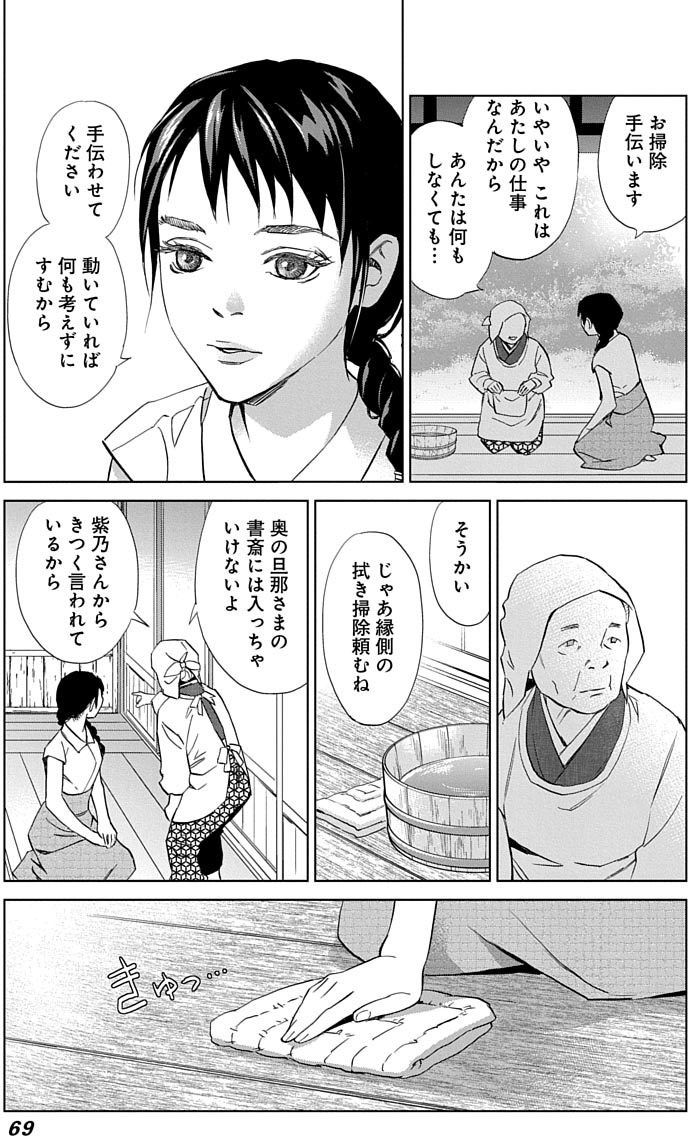 お掃除
手伝います
いやいや これは
あたしの仕事
なんだから
あんたは何も
しなくても…
手伝わせて
ください
動いていれば
何も考えずに
すむから
そうかい
じゃあ縁側の
拭き掃除頼むね
奥の旦那さまの
書斎には入っちゃ
いけないよ
紫乃さんから
きつく言われて
いるから
きゅっ…
69